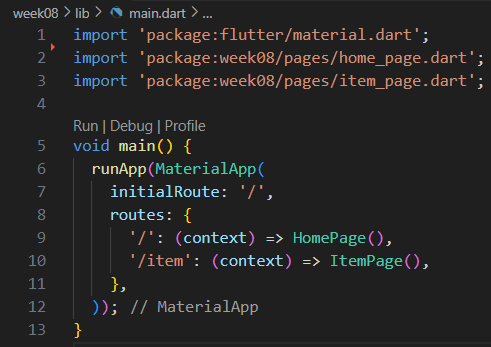 week08 > lib > main.dart > ...
1 import 'package:flutter/material.dart';
2 import 'package:week08/pages/home_page.dart';
3 import 'package:week08/pages/item_page.dart';
4
Run | Debug | Profile
5 void main() {
6   runApp(MaterialApp(
7     initialRoute: '/',
8     routes: {
9       '/': (context) => HomePage(),
10       '/item': (context) => ItemPage(),
11     },
12   )); // MaterialApp
13 }